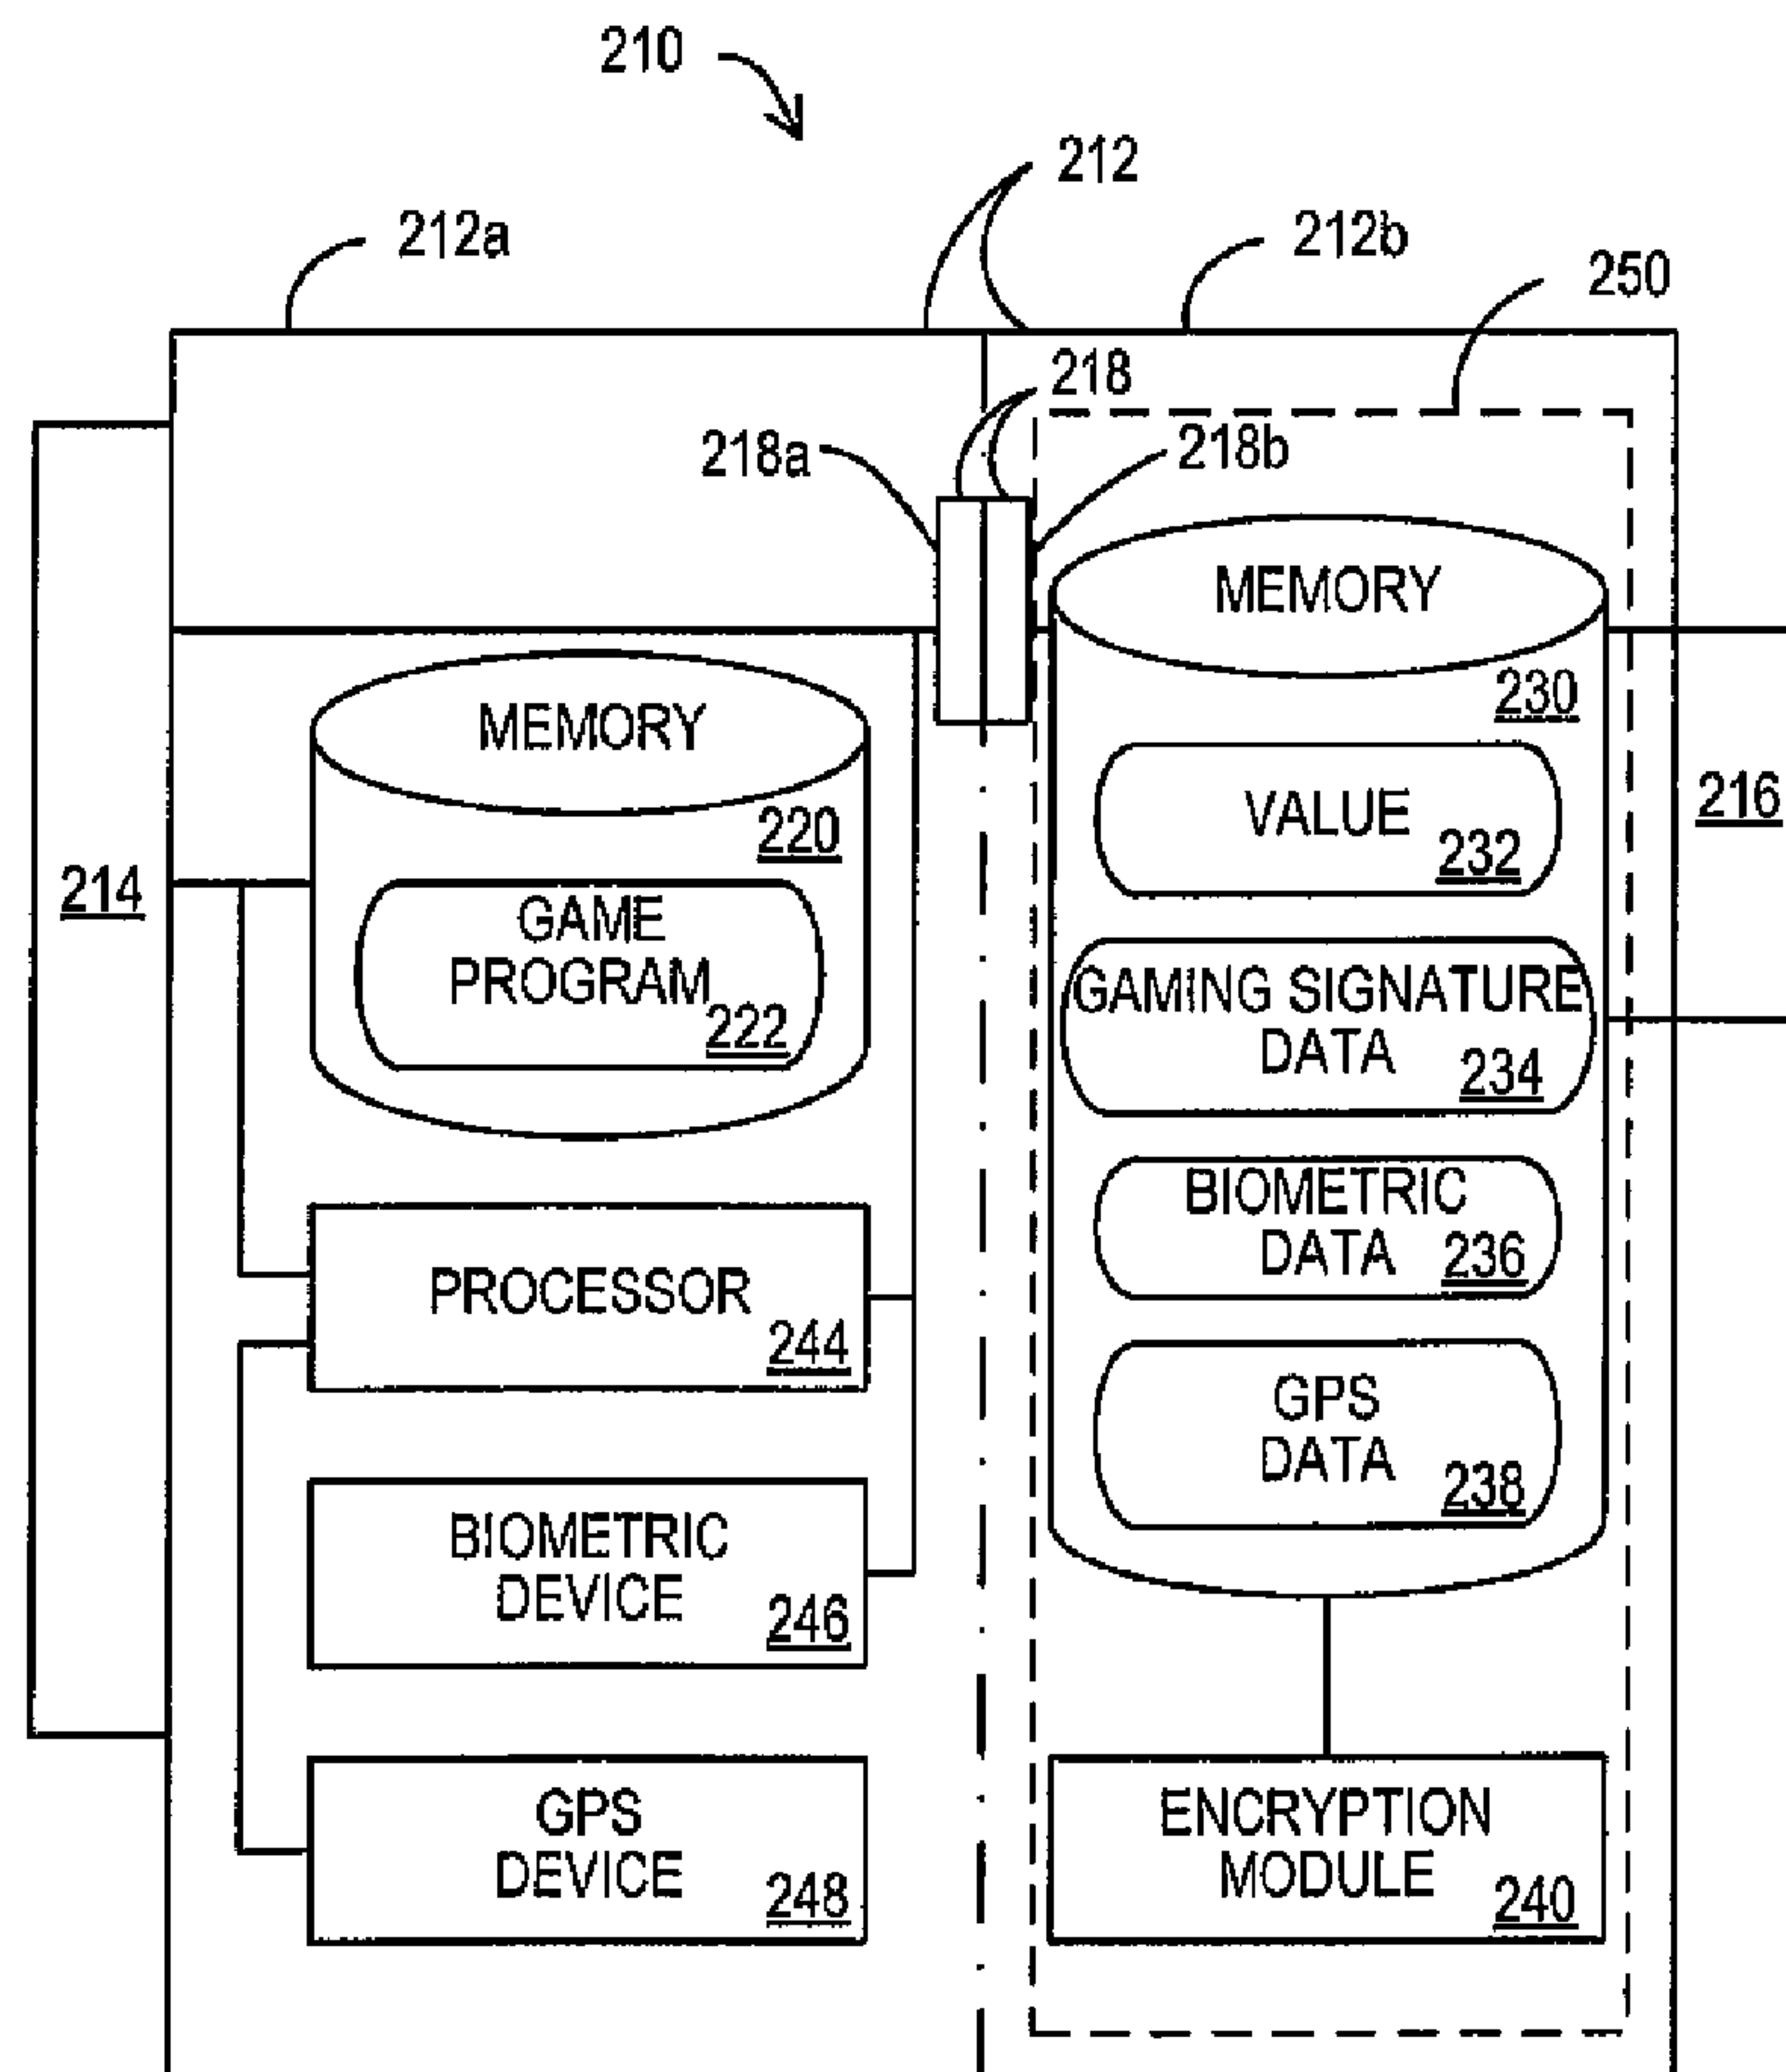 210
212
212a
212b
250
218
218a
218b
MEMORY
230
MEMORY
220
VALUE
232
216
214
GAME
PROGRAM
222
GAMING SIGNATURE
DATA
234
BIOMETRIC
DATA
236
PROCESSOR
244
GPS
DATA
238
BIOMETRIC
DEVICE
246
GPS
DEVICE
248
ENCRYPTION
MODULE
240